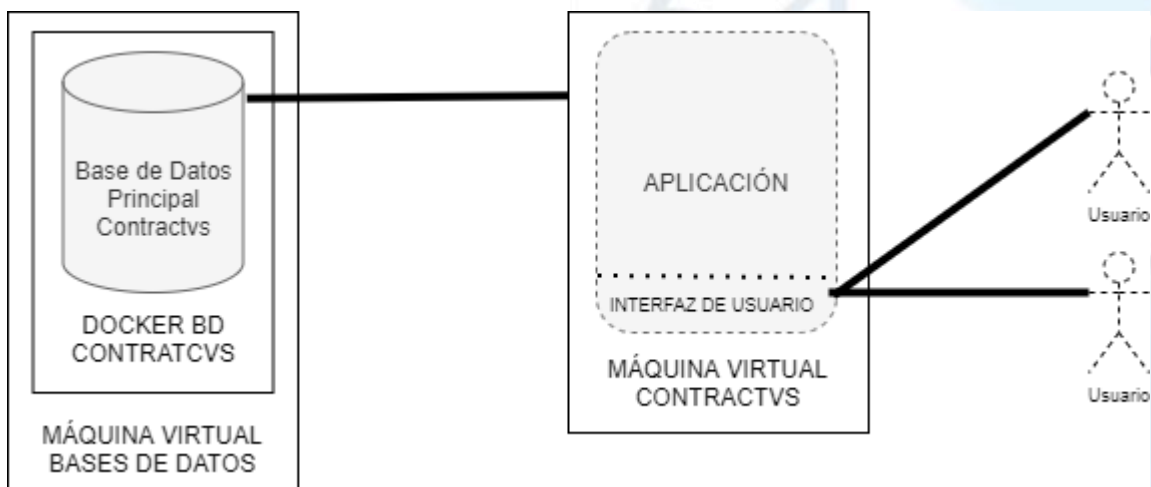 Base de Datos
Principal
Contractvs
DOCKER BD
CONTRATCVS
MÁQUINA VIRTUAL
BASES DE DATOS
APLICACIÓN
INTERFAZ DE USUARIO
MÁQUINA VIRTUAL
CONTRACTVS
Usuario
Usuario